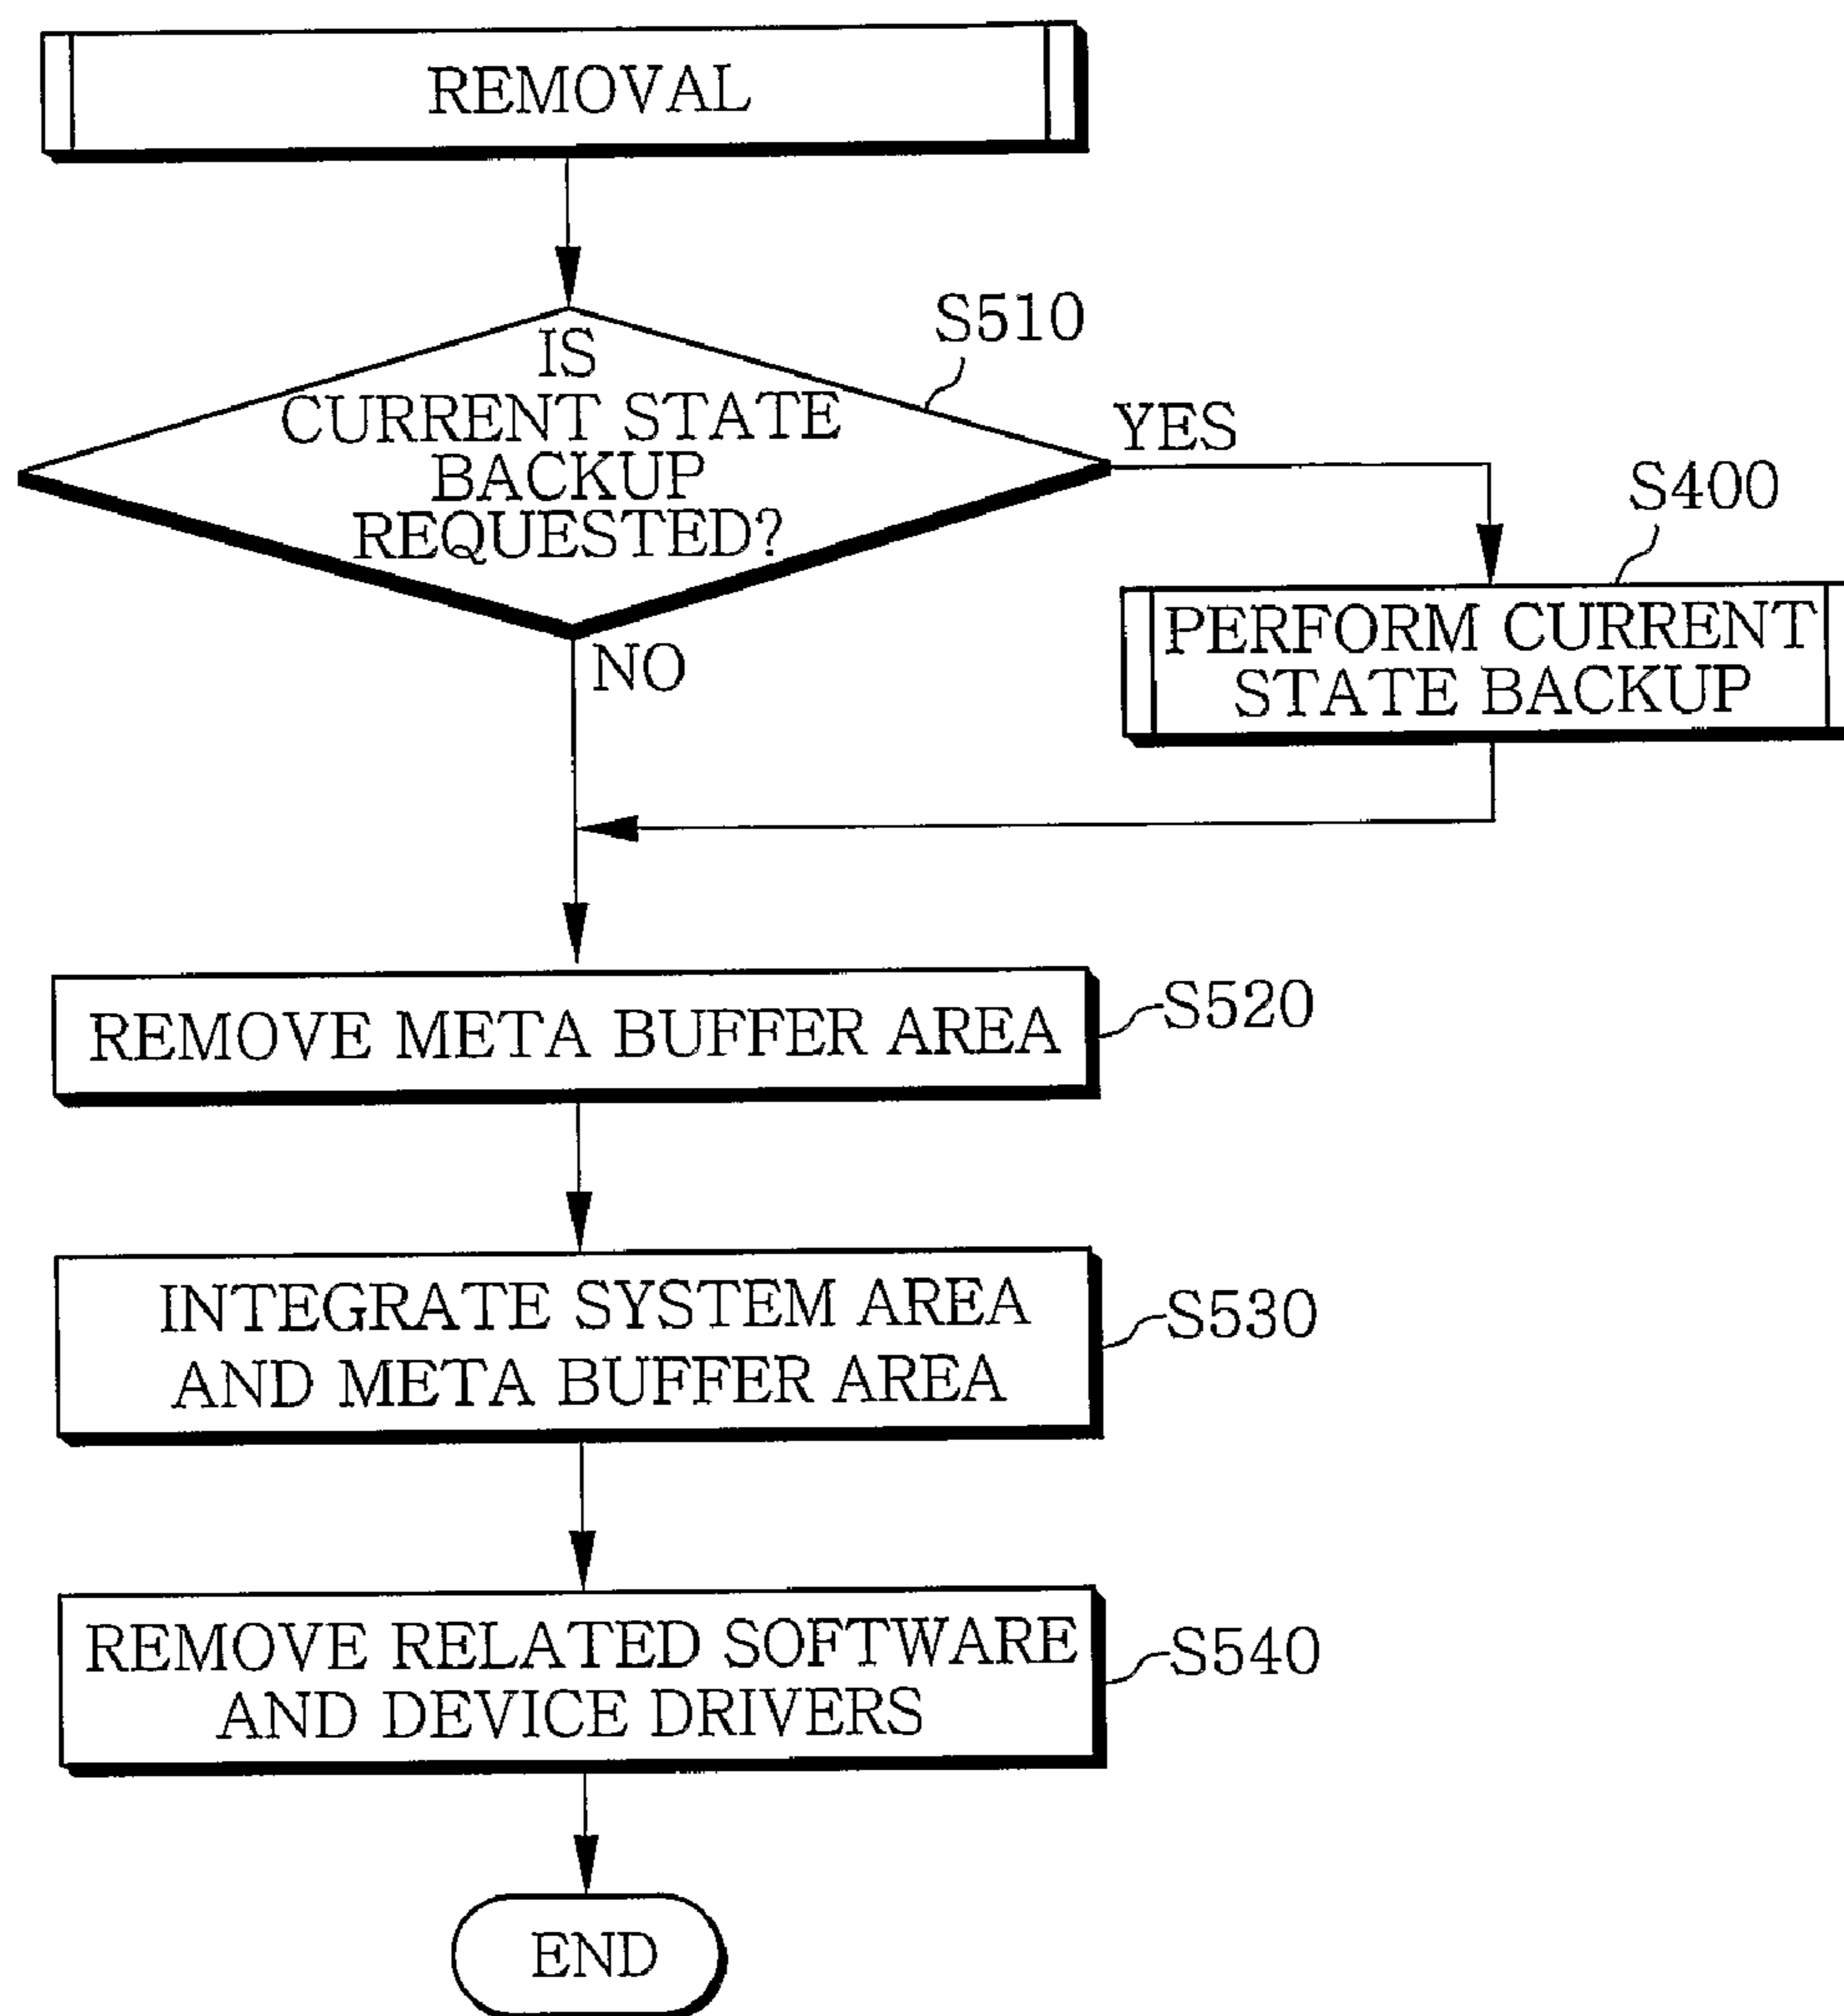 REMOVAL
S510
IS
CURRENT STATE
BACKUP
REQUESTED?
YES
S400
PERFORM CURRENT
STATE BACKUP
NO
REMOVE META BUFFER AREA
S520
INTEGRATE SYSTEM AREA
AND META BUFFER AREA
S530
REMOVE RELATED SOFTWARE
AND DEVICE DRIVERS
S540
END